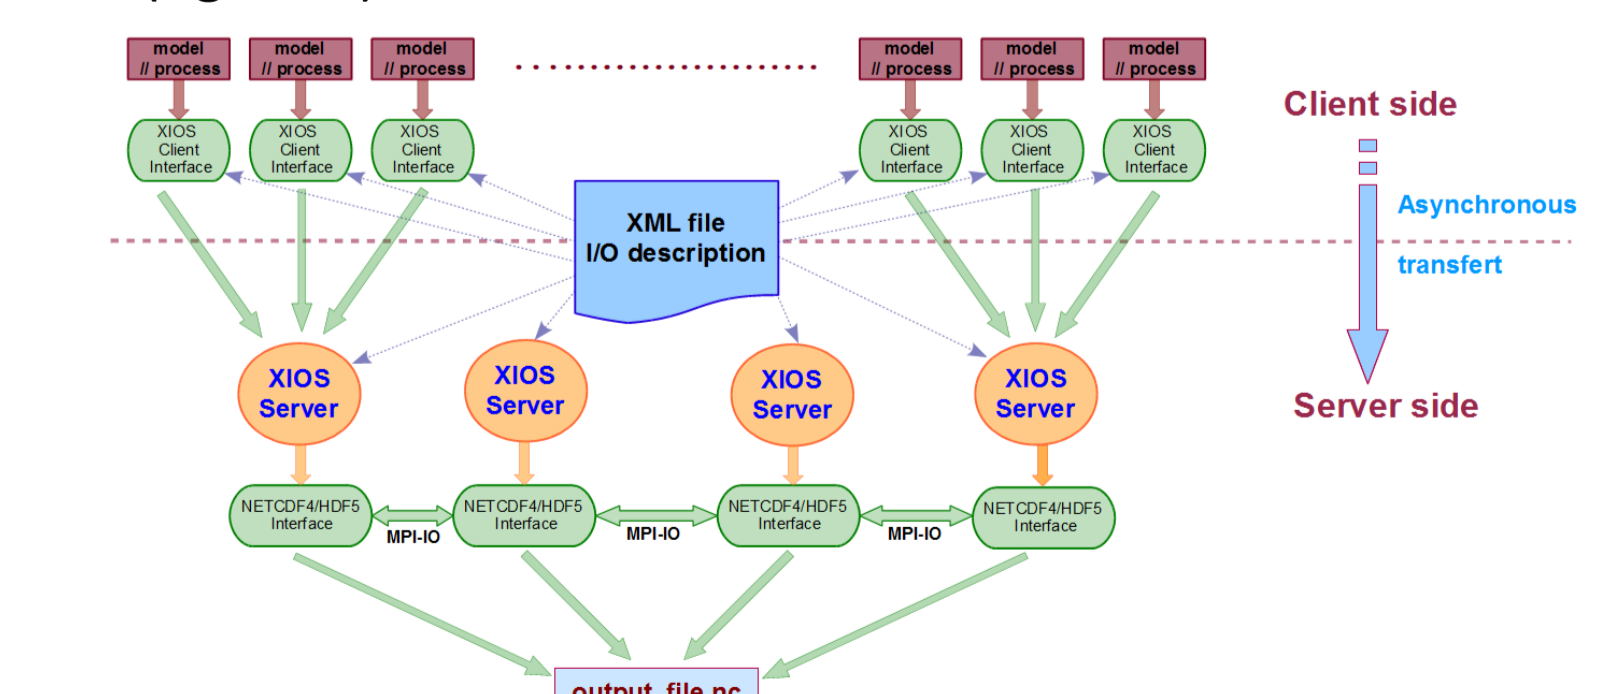 model
// process
model
// process
model
// process
model
// process
model
// process
model
// process
XIOS
Client
Interface
XIOS
Client
Interface
XIOS
Client
Interface
XIOS
Client
Interface
XIOS
Client
Interface
XIOS
Client
Interface
Client side
XML file
I/O description
Asynchronous
transfert
XIOS
Server
XIOS
Server
XIOS
Server
XIOS
Server
Server side
NETCDF4/HDF5
Interface
NETCDF4/HDF5
Interface
NETCDF4/HDF5
Interface
NETCDF4/HDF5
Interface
MPI-IO
MPI-IO
MPI-IO
output_file.nc